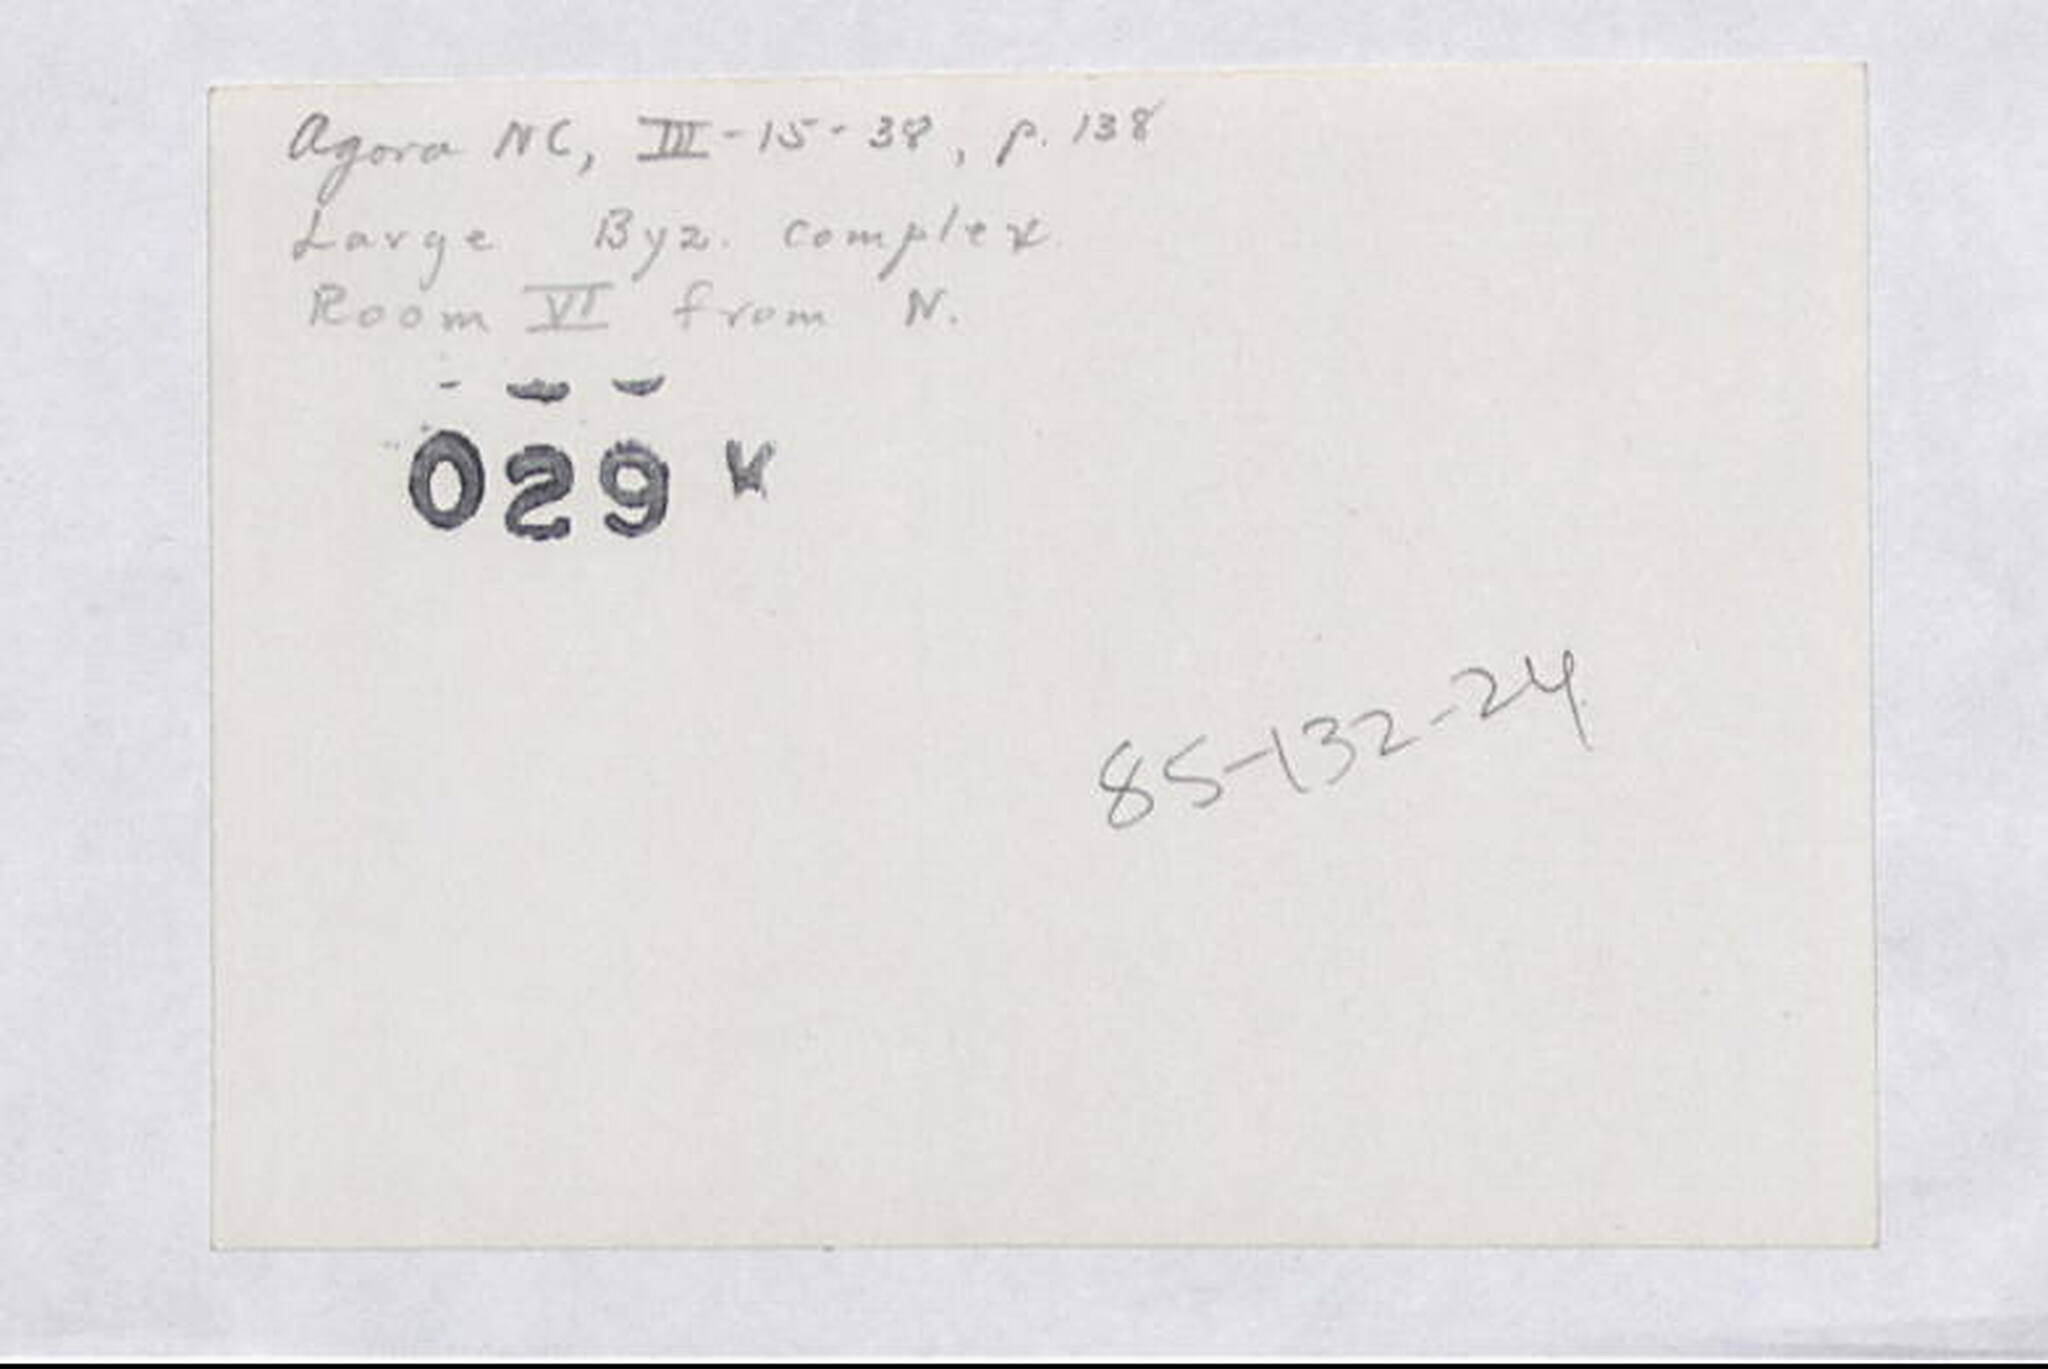 Agora NC, III-15-38, p. 138
Large Byz. complex
Room VI from N.
029 K
85-132-24